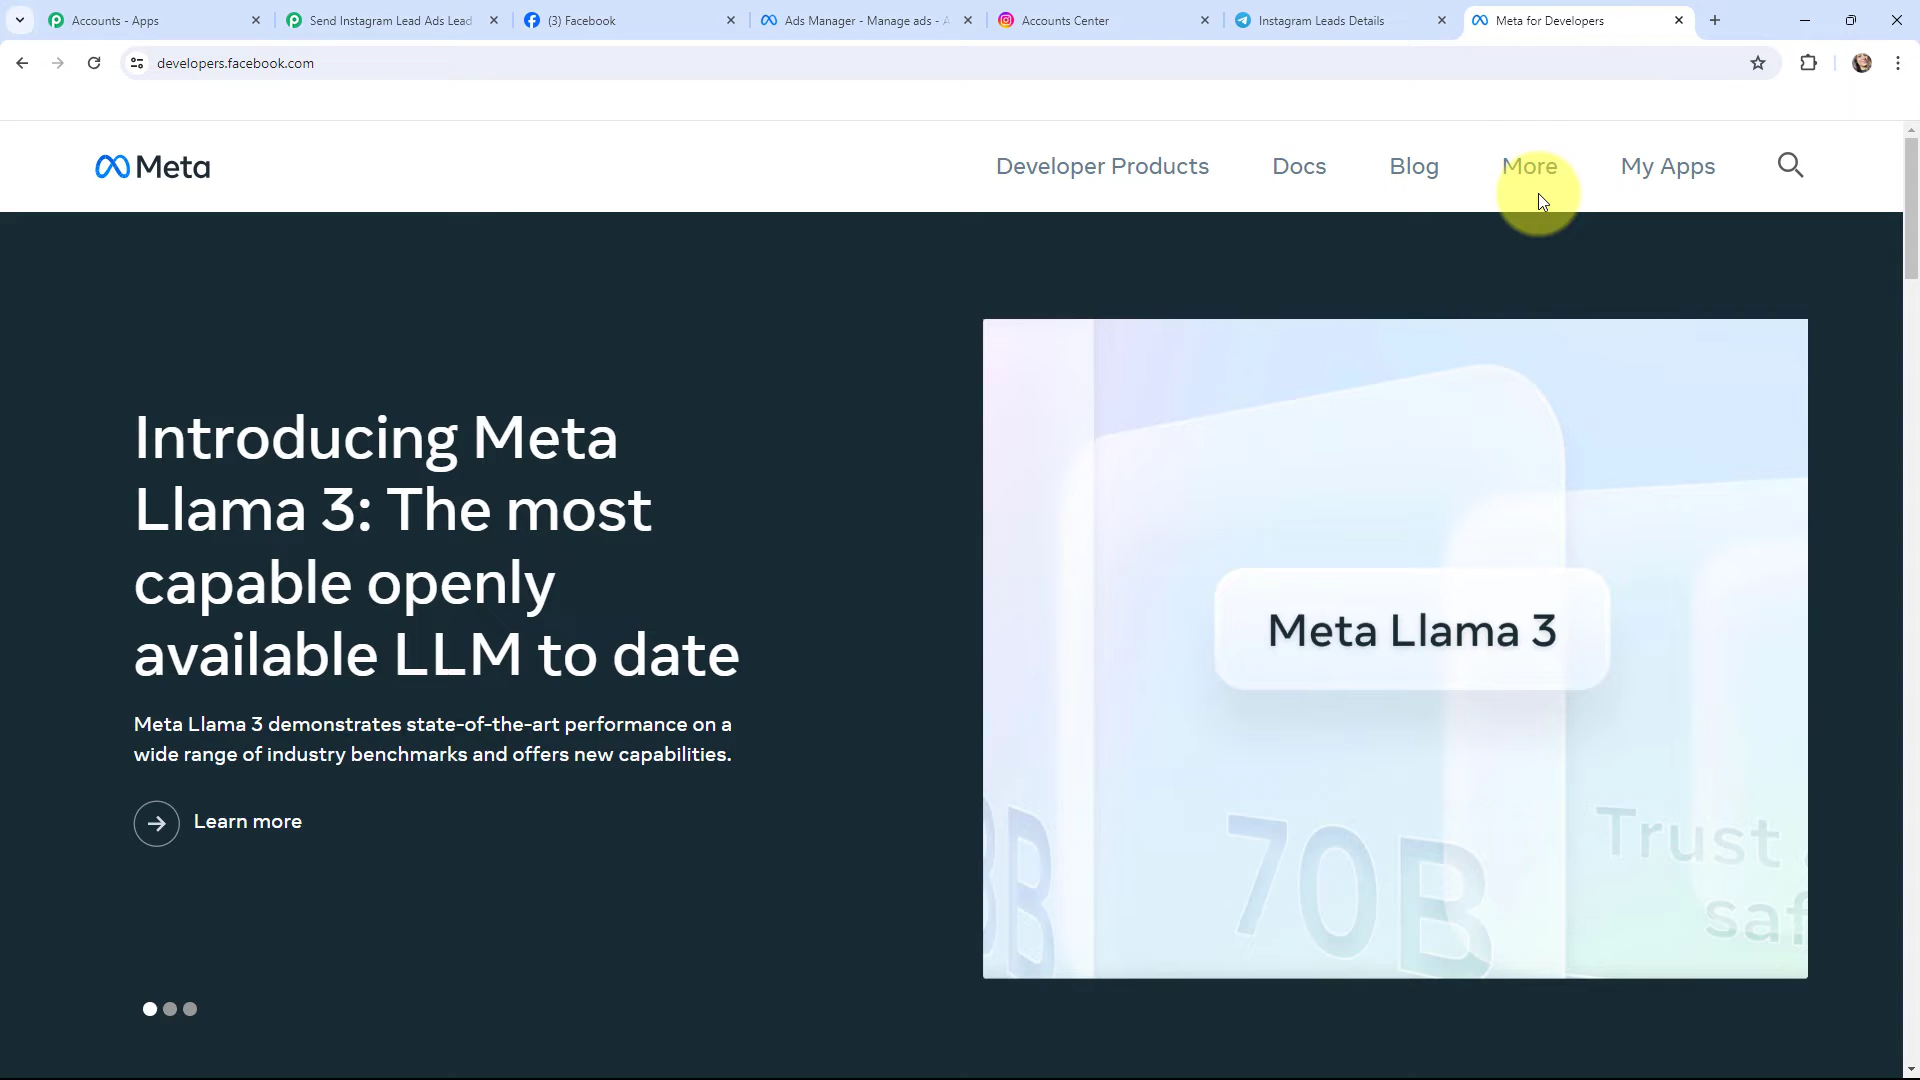 Accounts - Apps
Send Instagram Lead Ads Lead
(3) Facebook
Ads Manager - Manage ads - A
Accounts Center
Instagram Leads Details
Meta for Developers
developers.facebook.com
Meta
Developer Products
Docs
Blog
More
My Apps
Introducing Meta
Llama 3: The most
capable openly
available LLM to date
Meta Llama 3 demonstrates state-of-the-art performance on a
wide range of industry benchmarks and offers new capabilities.
Learn more
Meta Llama 3
8B
70B
Trust
saf